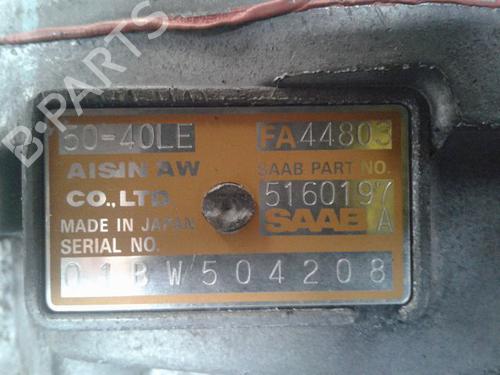 B-PARTS
50-40LE FA44803
AISIN AW SAAB PART NO.
CO.,LTD 5160197
MADE IN JAPAN SAAB A
SERIAL NO.
01BW504208